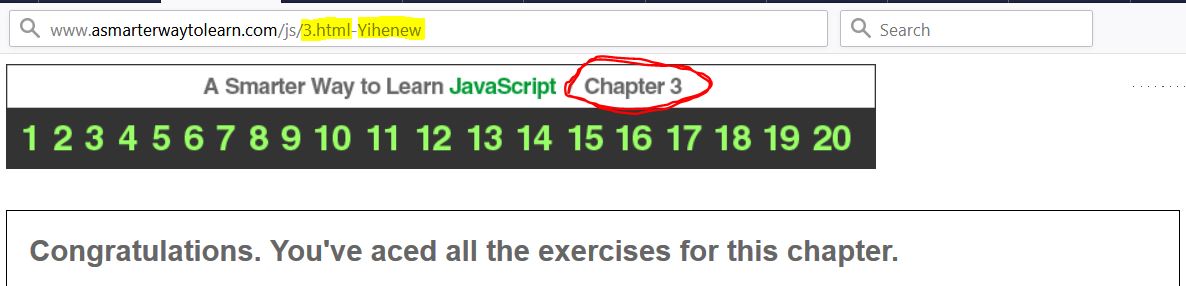 www.asmarterwaytolearn.com/js/3.html-Yihenew Search
A Smarter Way to Learn JavaScript Chapter 3
1 2 3 4 5 6 7 8 9 10 11 12 13 14 15 16 17 18 19 20
Congratulations. You've aced all the exercises for this chapter.